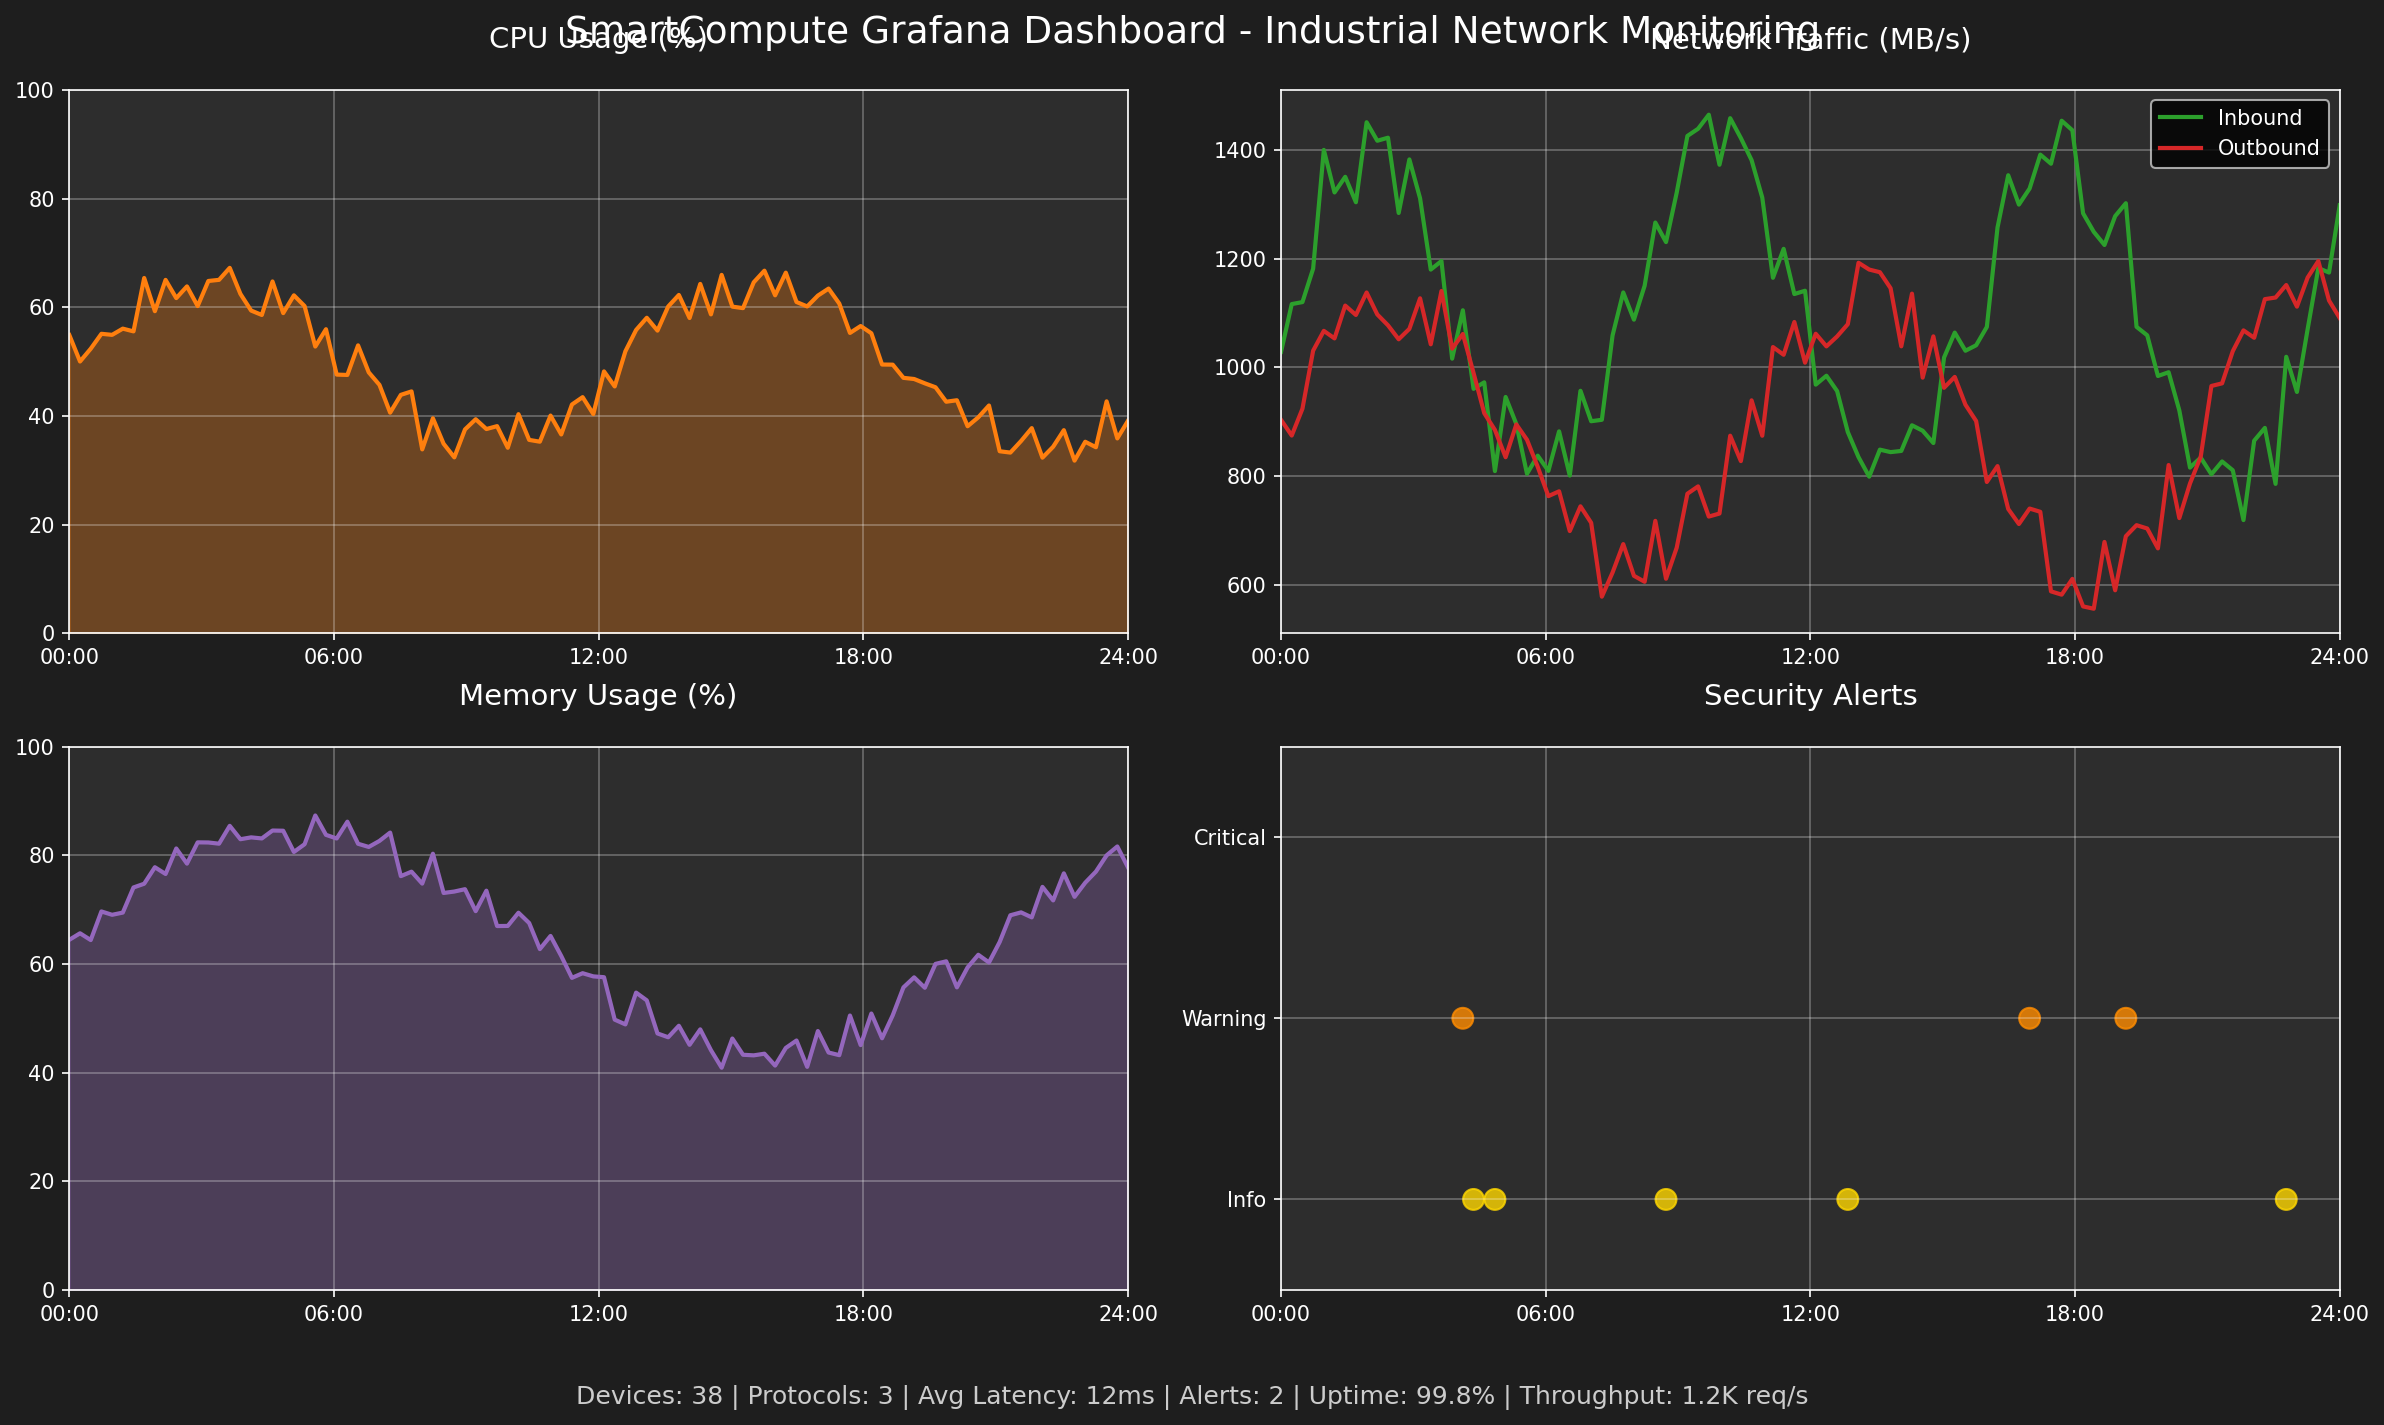 SmartCompute Grafana Dashboard - Industrial Network Monitoring
CPU Usage (%)
100
80
60
40
20
0
00:00 06:00 12:00 18:00 24:00
Network Traffic (MB/s)
Inbound
Outbound
1400
1200
1000
800
600
00:00 06:00 12:00 18:00 24:00
Memory Usage (%)
100
80
60
40
20
0
00:00 06:00 12:00 18:00 24:00
Security Alerts
Critical
Warning
Info
00:00 06:00 12:00 18:00 24:00
Devices: 38 | Protocols: 3 | Avg Latency: 12ms | Alerts: 2 | Uptime: 99.8% | Throughput: 1.2K req/s